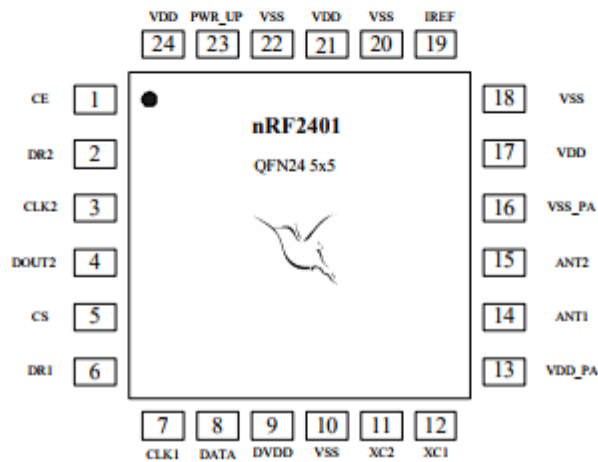 VDD PWR_UP VSS VDD VSS IREF
24 23 22 21 20 19
CE 1 18 VSS
nRF2401
DR2 2 17 VDD
QFN24 5x5
CLK2 3 16 VSS_PA
DOUT2 4 15 ANT2
CS 5 14 ANT1
DR1 6 13 VDD_PA
7 8 9 10 11 12
CLK1 DATA DVDD VSS XC2 XC1